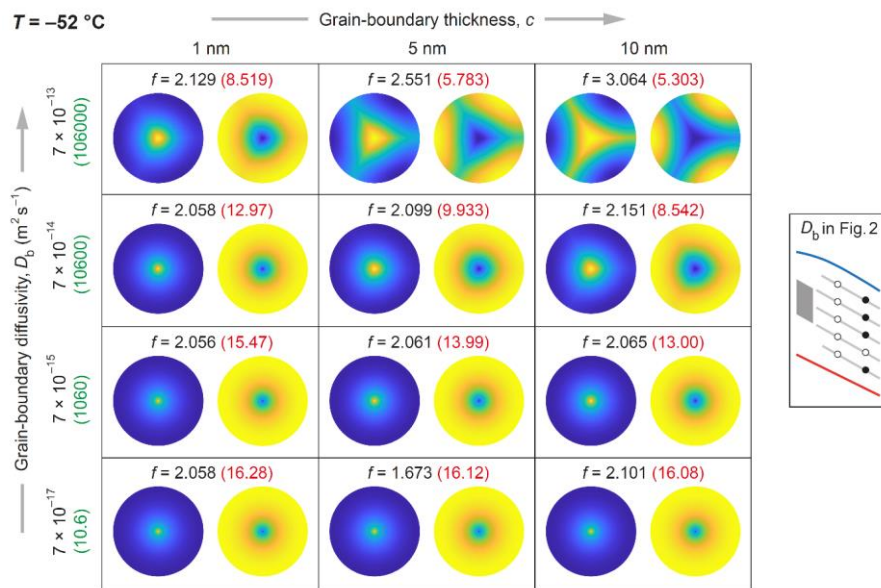 T = –52 °C
Grain-boundary thickness, c
1 nm 5 nm 10 nm
Grain-boundary diffusivity, D_b (m² s⁻¹)
7 × 10⁻¹³
(106000)
f = 2.129 (8.519) f = 2.551 (5.783) f = 3.064 (5.303)
7 × 10⁻¹⁴
(10600)
f = 2.058 (12.97) f = 2.099 (9.933) f = 2.151 (8.542)
7 × 10⁻¹⁵
(1060)
f = 2.056 (15.47) f = 2.061 (13.99) f = 2.065 (13.00)
7 × 10⁻¹⁷
(10.6)
f = 2.058 (16.28) f = 1.673 (16.12) f = 2.101 (16.08)
D_b in Fig. 2